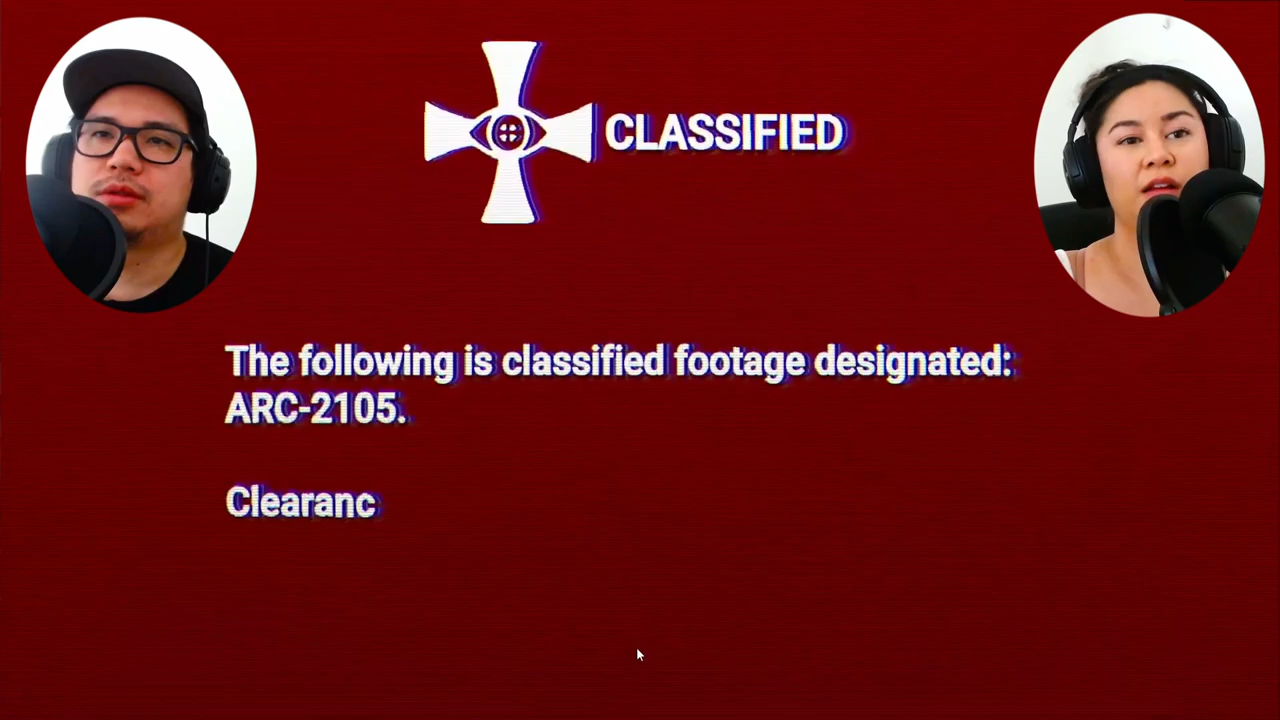 CLASSIFIED
The following is classified footage designated:
ARC-2105.
Clearanc